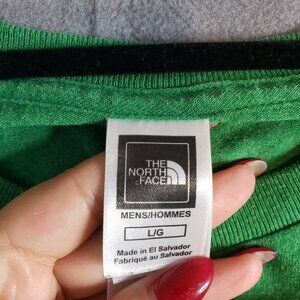 THE
NORTH
FACE
MENS/HOMMES
L/G
Made in El Salvador
Fabriqué au Salvador